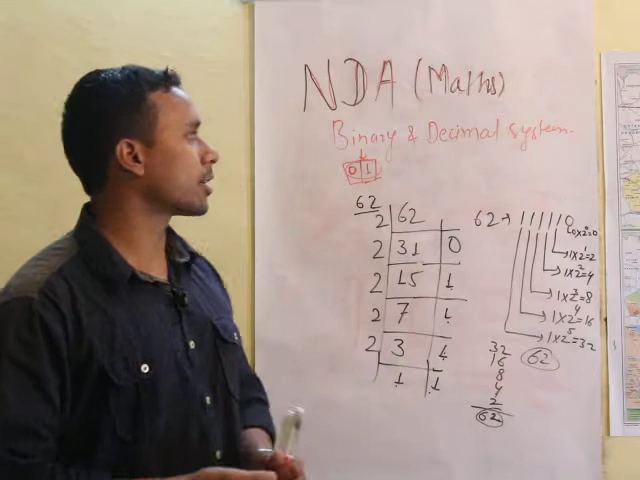 NDA (Maths)
Binary & Decimal system.
0 1
62
2 62
2 31 0
2 15 1
2 7 1
2 3 1
1 1
62 → 111110
0x2⁰=0
1x2¹=2
1x2²=4
1x2³=8
1x2⁴=16
1x2⁵=32
62
32
16
8
4
2
62